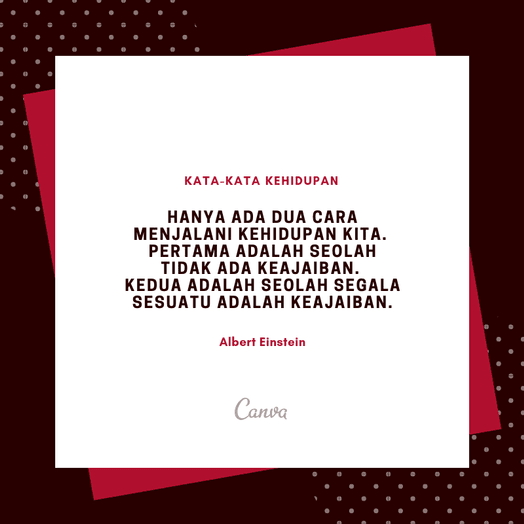 KATA-KATA KEHIDUPAN
HANYA ADA DUA CARA
MENJALANI KEHIDUPAN KITA.
PERTAMA ADALAH SEOLAH
TIDAK ADA KEAJAIBAN.
KEDUA ADALAH SEOLAH SEGALA
SESUATU ADALAH KEAJAIBAN.
Albert Einstein
Canva